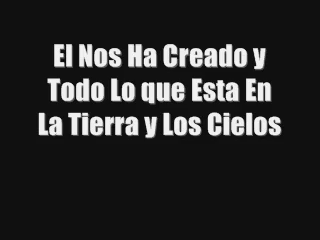 El Nos Ha Creado y
Todo Lo que Esta En
La Tierra y Los Cielos